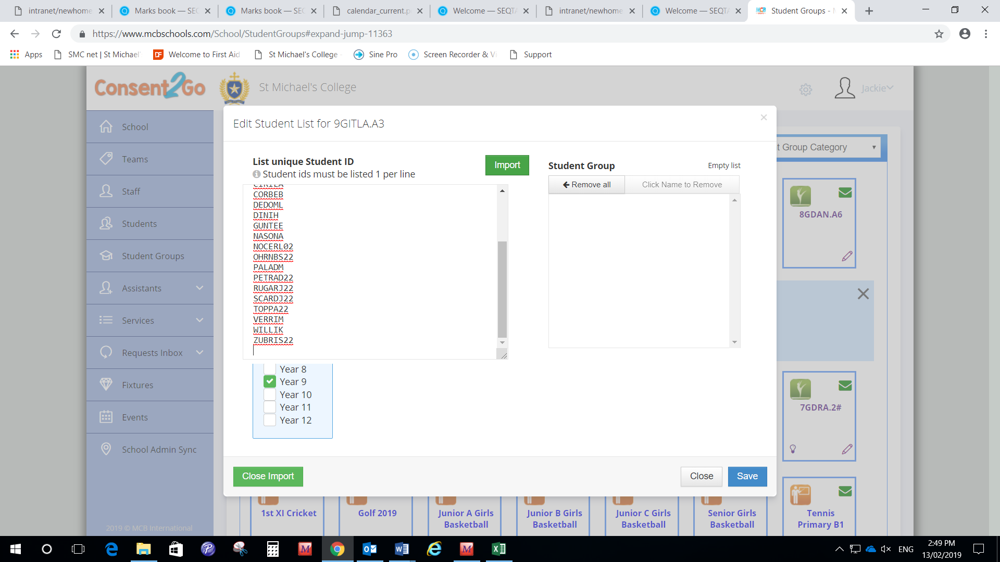 intranet/newhome
Marks book — SEQ
Marks book — SEQ
calendar_current.p
Welcome — SEQTA
intranet/newhome
Welcome — SEQTA
Student Groups - M
https://www.mcbschools.com/School/StudentGroups#expand-jump-11363
Apps
SMC net | St Michael'
Welcome to First Aid
St Michael's College -
Sine Pro
Screen Recorder & Vi
Support
Consent2Go
St Michael's College
Jackie
School
Teams
Staff
Students
Student Groups
Assistants
Services
Requests Inbox
Fixtures
Events
School Admin Sync
2019 © MCB International
Edit Student List for 9GITLA.A3
List unique Student ID
Student ids must be listed 1 per line
Import
CIRILA
CORBEB
DEDOML
DINIH
GUNTEE
NASONA
NOCERL02
OHRNBS22
PALADM
PETRAD22
RUGARJ22
SCARDJ22
TOPPA22
VERRIM
WILLIK
ZUBRIS22
Year 8
Year 9
Year 10
Year 11
Year 12
Student Group
Empty list
Remove all
Click Name to Remove
Close Import
Close
Save
t Group Category
8GDAN.A6
7GDRA.2#
1st XI Cricket
Golf 2019
Junior A Girls
Basketball
Junior B Girls
Basketball
Junior C Girls
Basketball
Senior Girls
Basketball
Tennis
Primary B1
ENG
2:49 PM
13/02/2019